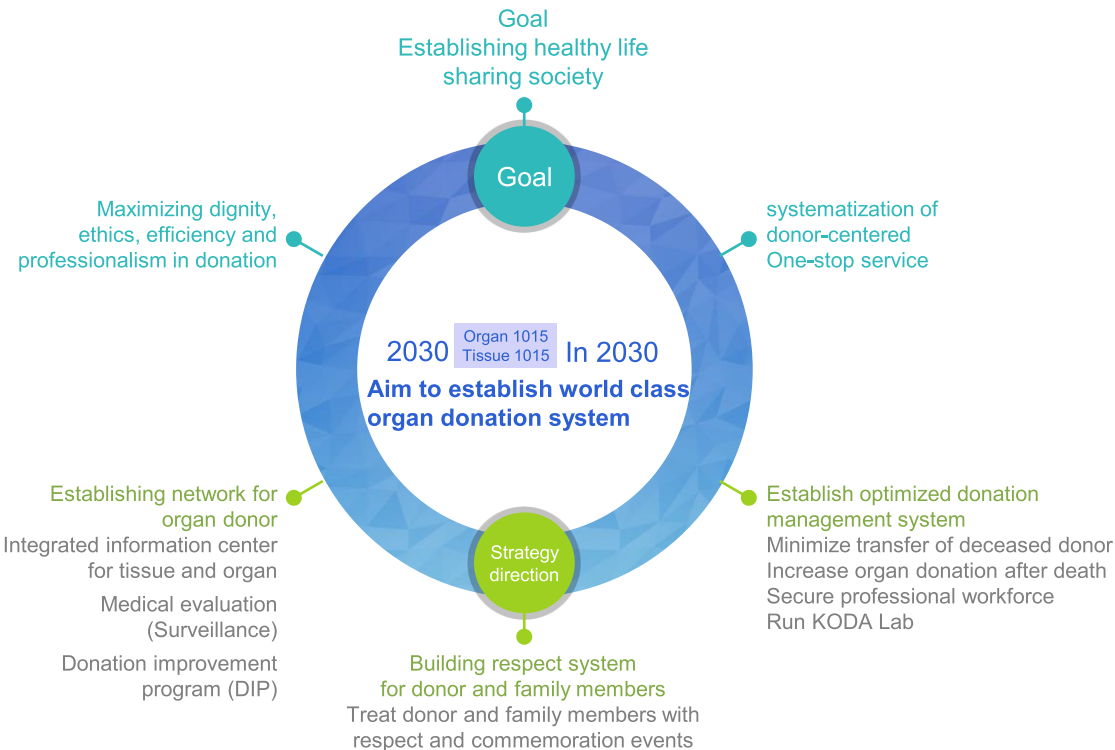 Goal
Establishing healthy life
sharing society
Goal
Maximizing dignity,
ethics, efficiency and
professionalism in donation
systematization of
donor-centered
One-stop service
2030 Organ 1015 In 2030
Tissue 1015
Aim to establish world class
organ donation system
Establishing network for
organ donor
Integrated information center
for tissue and organ
Medical evaluation
(Surveillance)
Donation improvement
program (DIP)
Strategy
direction
Building respect system
for donor and family members
Treat donor and family members with
respect and commemoration events
Establish optimized donation
management system
Minimize transfer of deceased donor
Increase organ donation after death
Secure professional workforce
Run KODA Lab